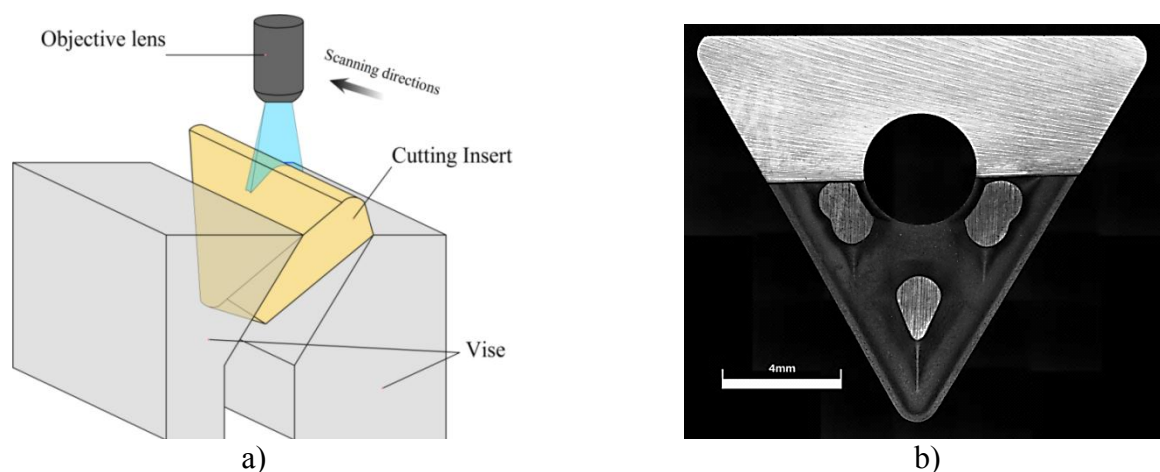 Objective lens
Scanning directions
Cutting Insert
Vise
4mm
a)
b)